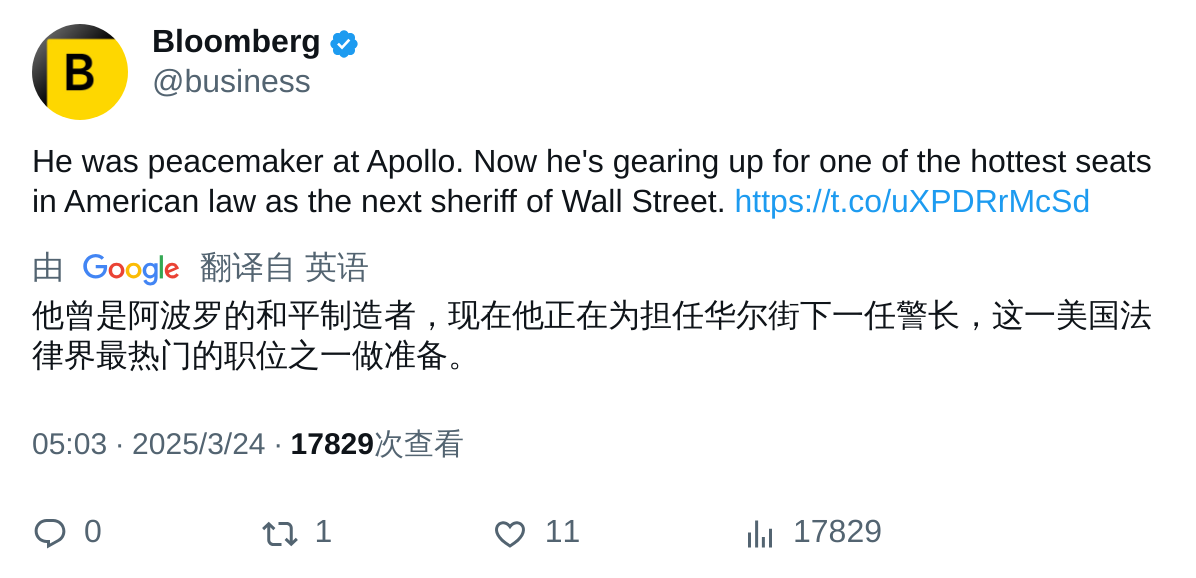 B
Bloomberg
@business
He was peacemaker at Apollo. Now he's gearing up for one of the hottest seats
in American law as the next sheriff of Wall Street. https://t.co/uXPDRrMcSd
由 Google 翻译自 英语
他曾是阿波罗的和平制造者，现在他正在为担任华尔街下一任警长，这一美国法
律界最热门的职位之一做准备。
05:03 · 2025/3/24 · 17829次查看
0 1 11 17829